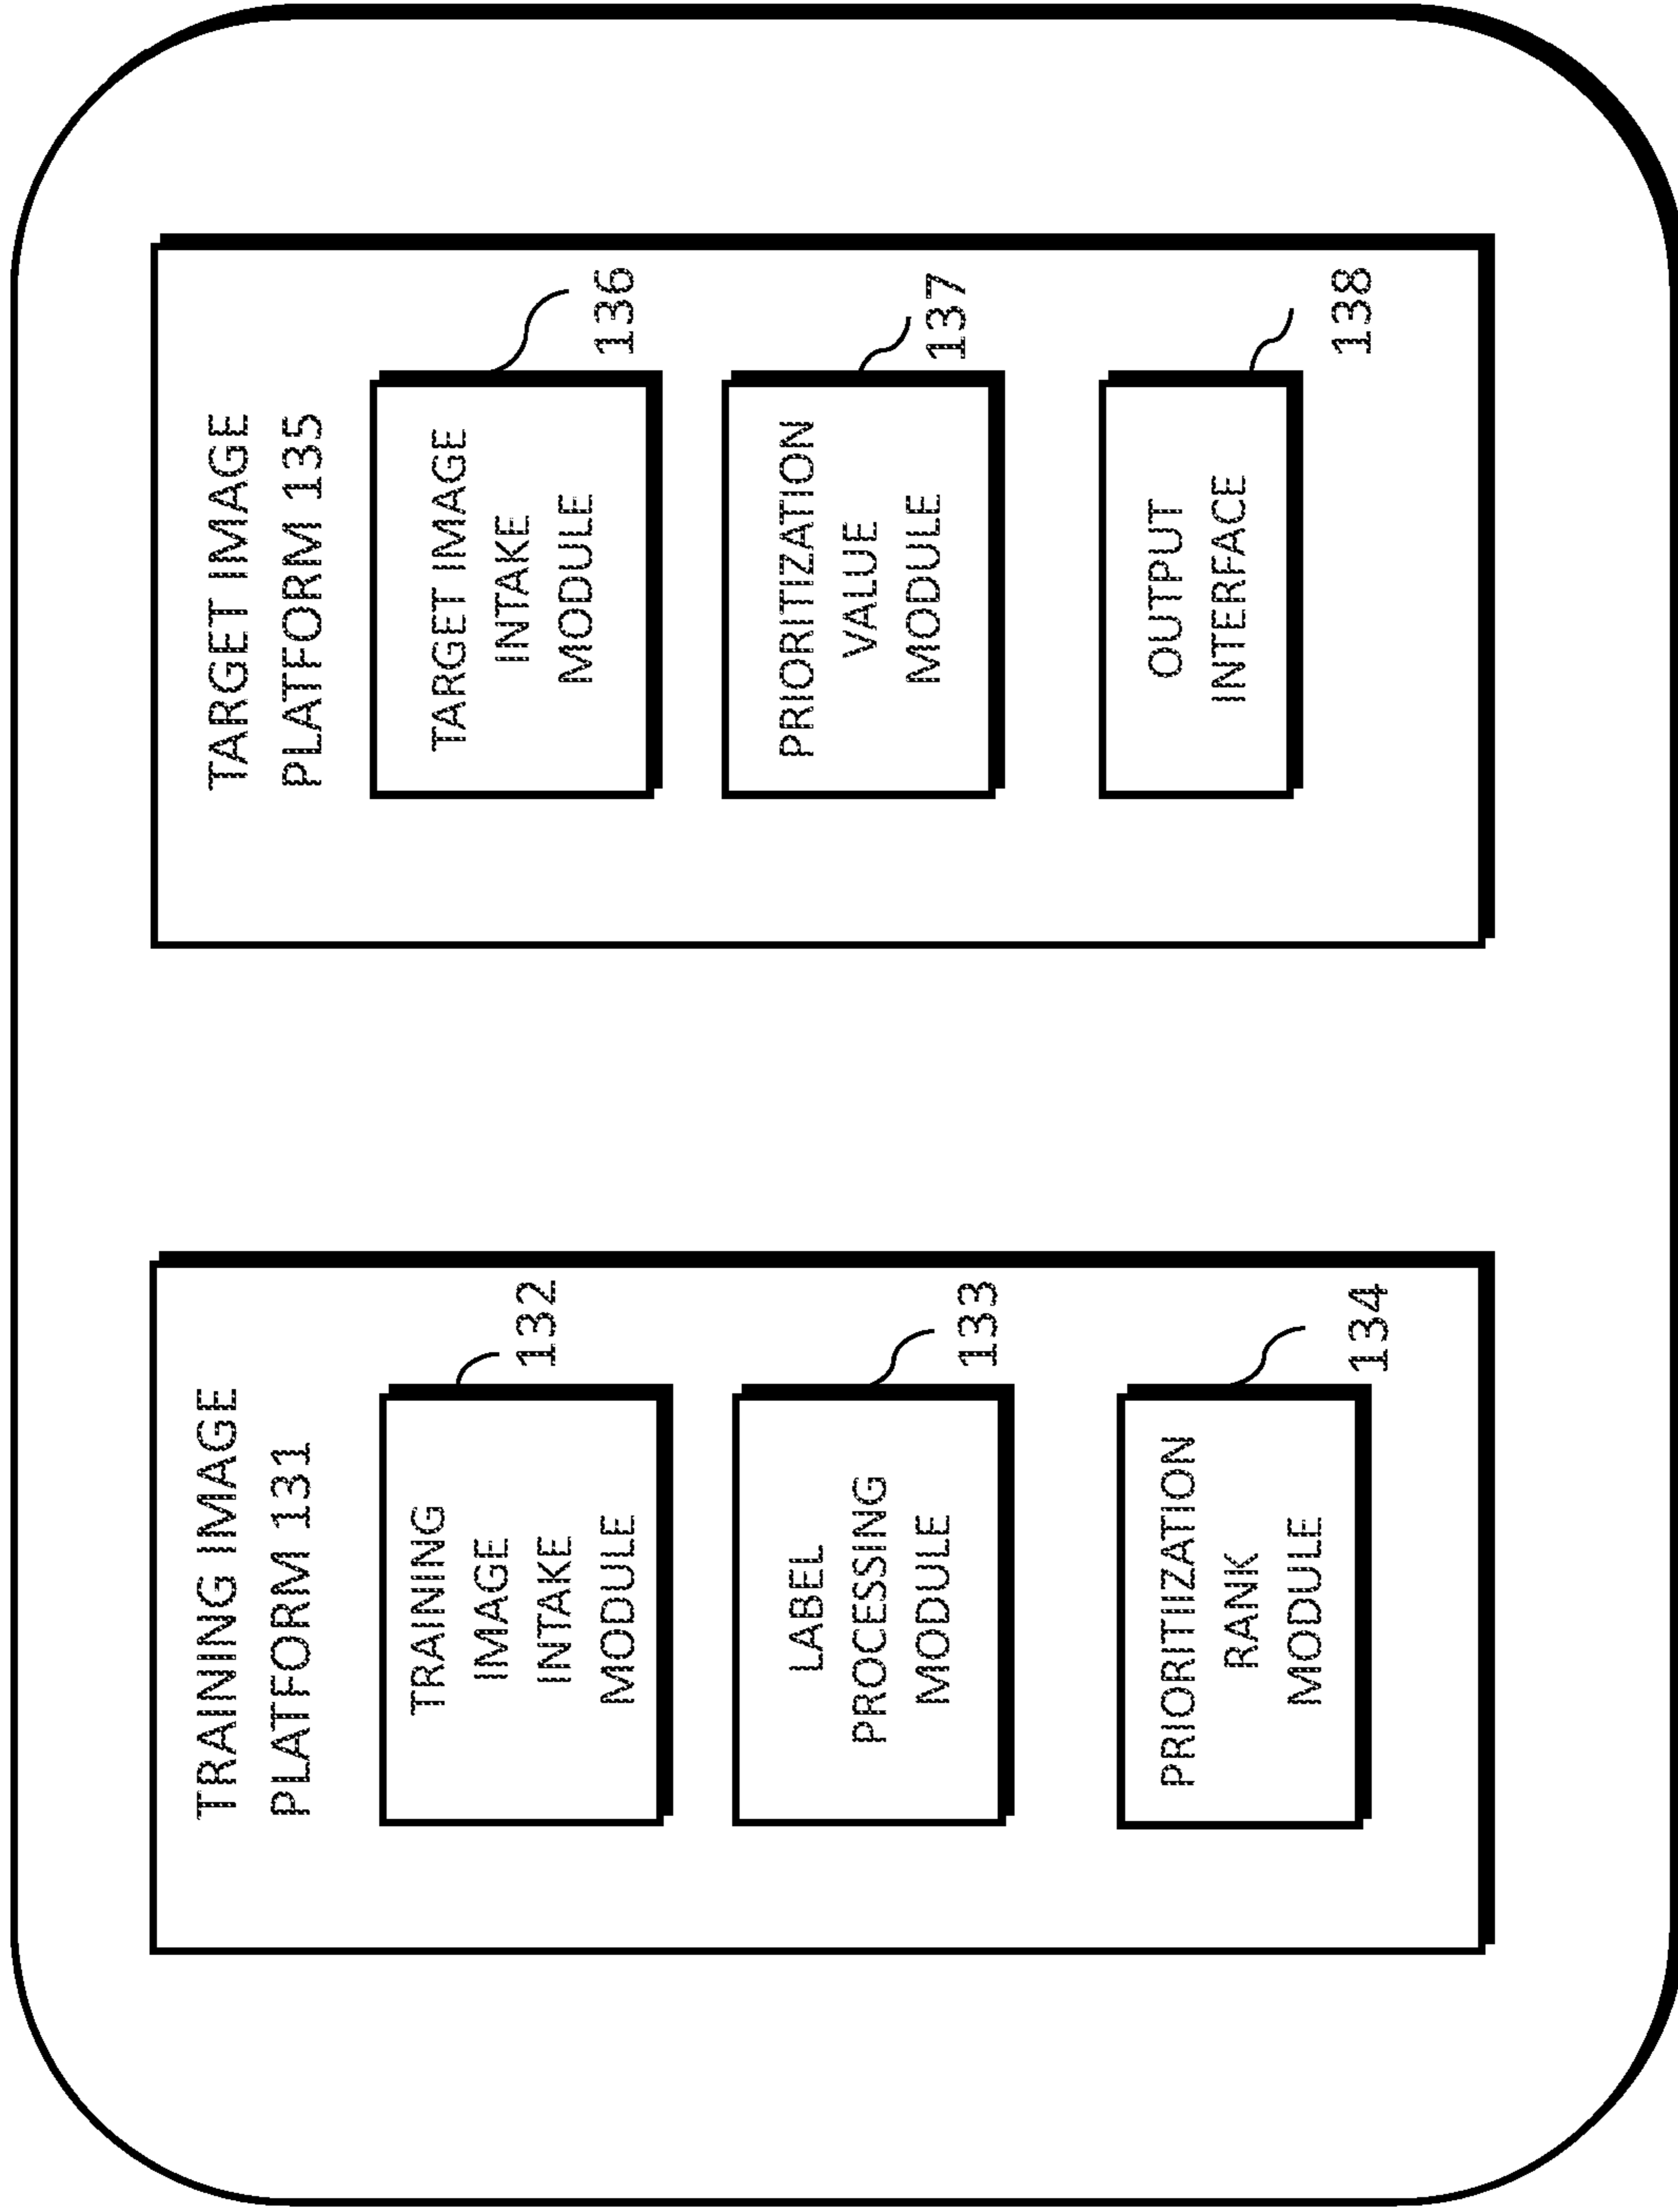 TRAINING IMAGE
PLATFORM 131
TRAINING
IMAGE
INTAKE
MODULE
132
LABEL
PROCESSING
MODULE
133
PRIORITIZATION
RANK
MODULE
134
TARGET IMAGE
PLATFORM 135
TARGET IMAGE
INTAKE
MODULE
136
PRIORITIZATION
VALUE
MODULE
137
OUTPUT
INTERFACE
138